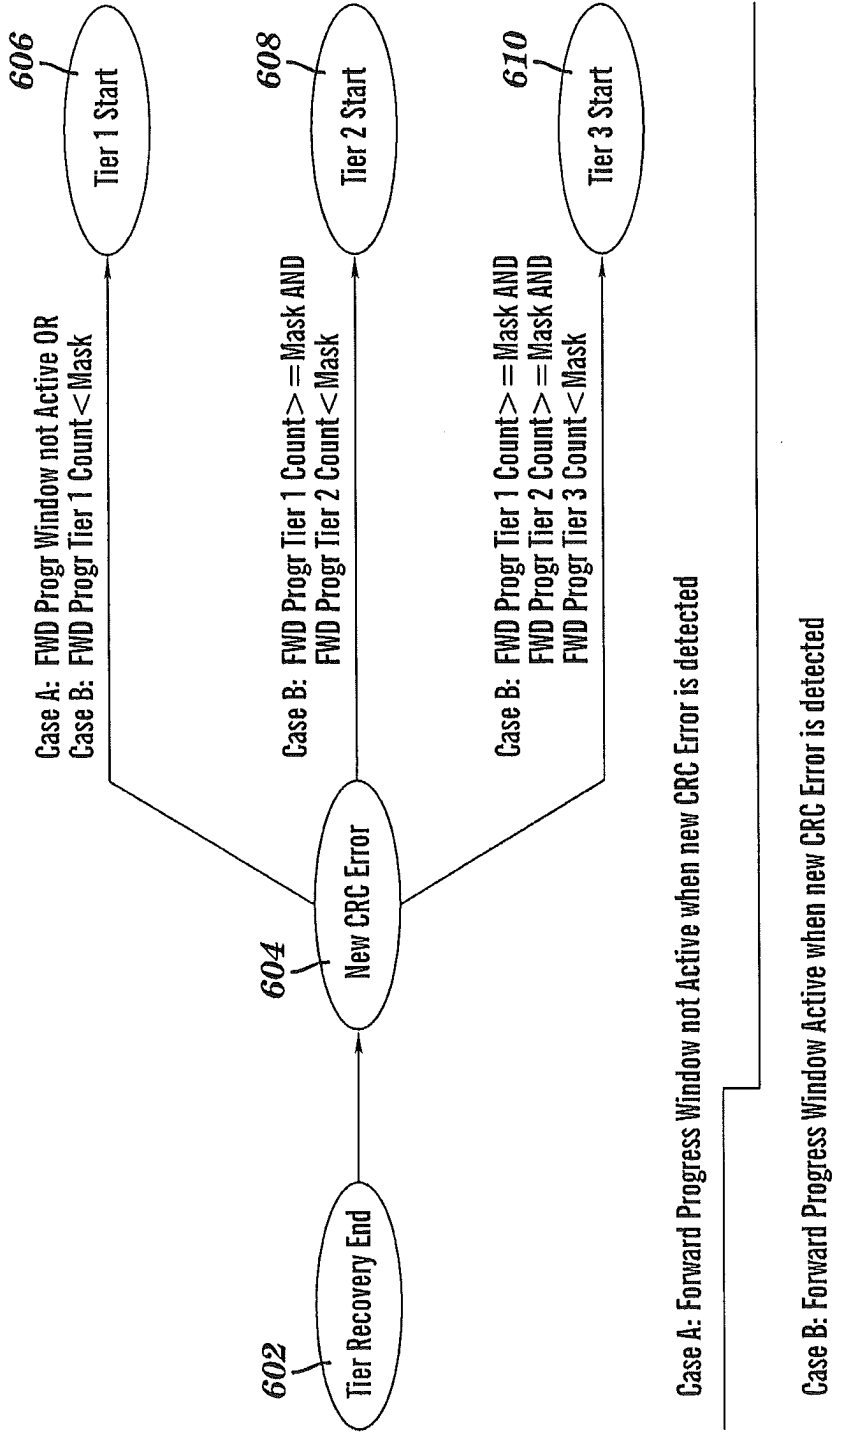 606
Tier 1 Start
Case A: FWD Progr Window not Active OR
Case B: FWD Progr Tier 1 Count<Mask
608
Tier 2 Start
Case B: FWD Progr Tier 1 Count>=Mask AND
FWD Progr Tier 2 Count<Mask
610
Tier 3 Start
Case B: FWD Progr Tier 1 Count>=Mask AND
FWD Progr Tier 2 Count>=Mask AND
FWD Progr Tier 3 Count<Mask
604
New CRC Error
602
Tier Recovery End
Case A: Forward Progress Window not Active when new CRC Error is detected
Case B: Forward Progress Window Active when new CRC Error is detected